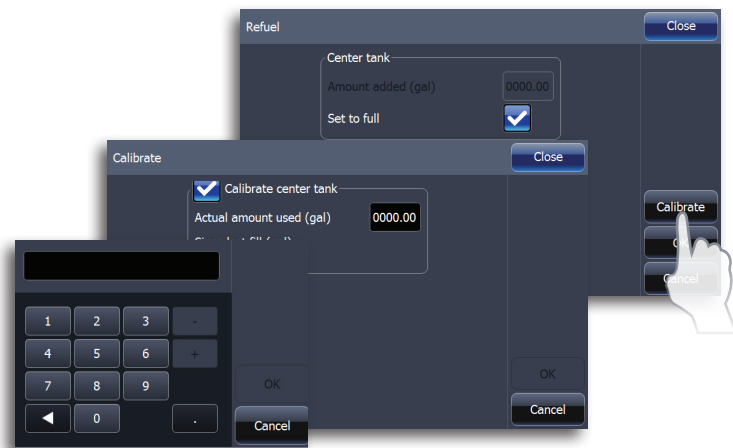 Refuel
Close
Center tank
Amount added (gal)
0000.00
Set to full
Calibrate
OK
Cancel
Calibrate
Close
Calibrate center tank
Actual amount used (gal)
0000.00
OK
Cancel
1 2 3 -
4 5 6 +
7 8 9
0 .
OK
Cancel